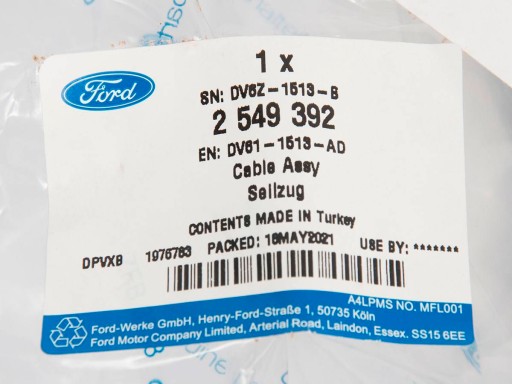 1 x
Ford
SN: DV6Z-1513-B
2 549 392
EN: DV61-1513-AD
Cable Assy
Seilzug
CONTENTS MADE IN Turkey
DPVXB 1976763 PACKED: 18MAY2021 USE BY: *******
A4LPMS NO. MFL001
Ford-Werke GmbH, Henry-Ford-Straße 1, 50735 Köln
Ford Motor Company Limited, Arterial Road, Laindon, Essex. SS15 6EE